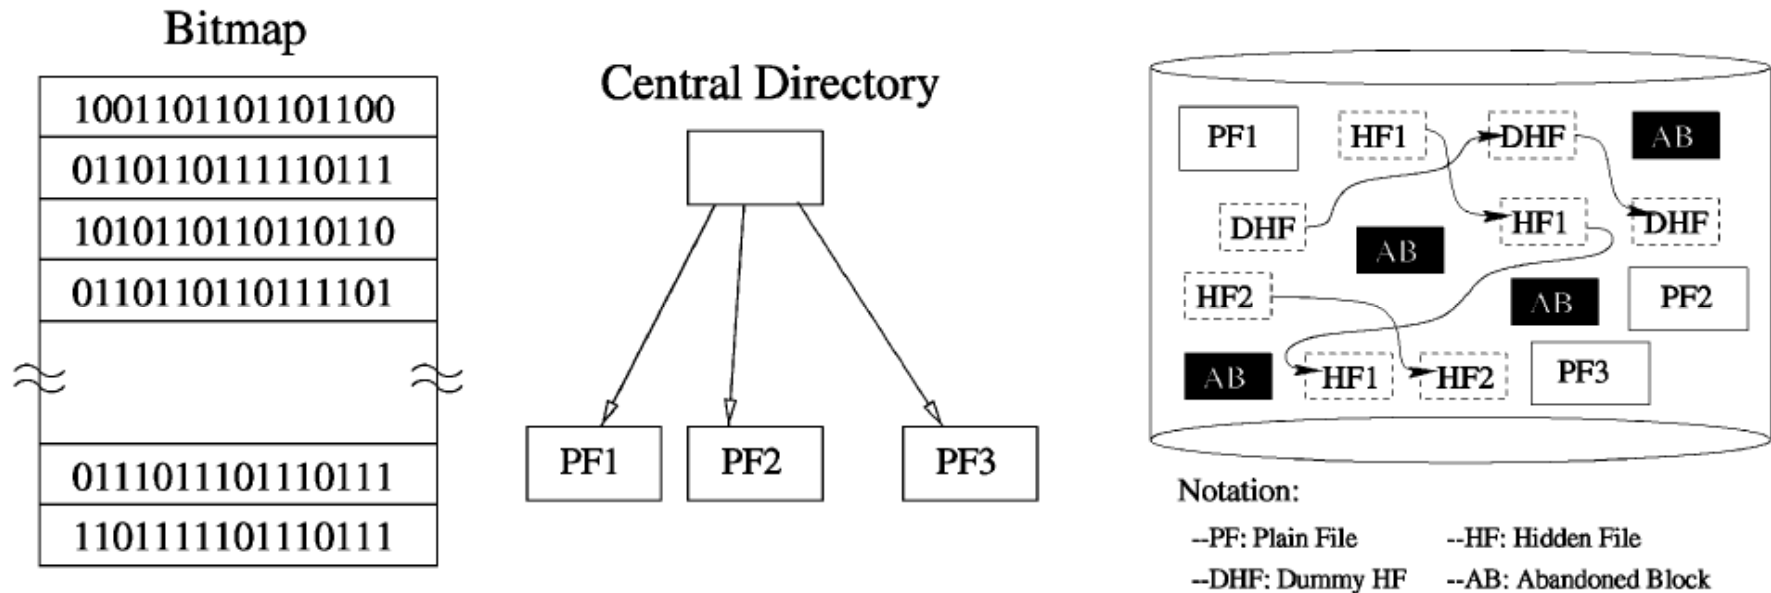 Bitmap
1001101101101100
0110110111110111
1010110110110110
0110110110111101
0111011101110111
1101111101110111
Central Directory
PF1 PF2 PF3
PF1 HF1 DHF AB
DHF AB HF1 DHF
HF2 AB PF2
AB HF1 HF2 PF3
Notation:
--PF: Plain File --HF: Hidden File
--DHF: Dummy HF --AB: Abandoned Block